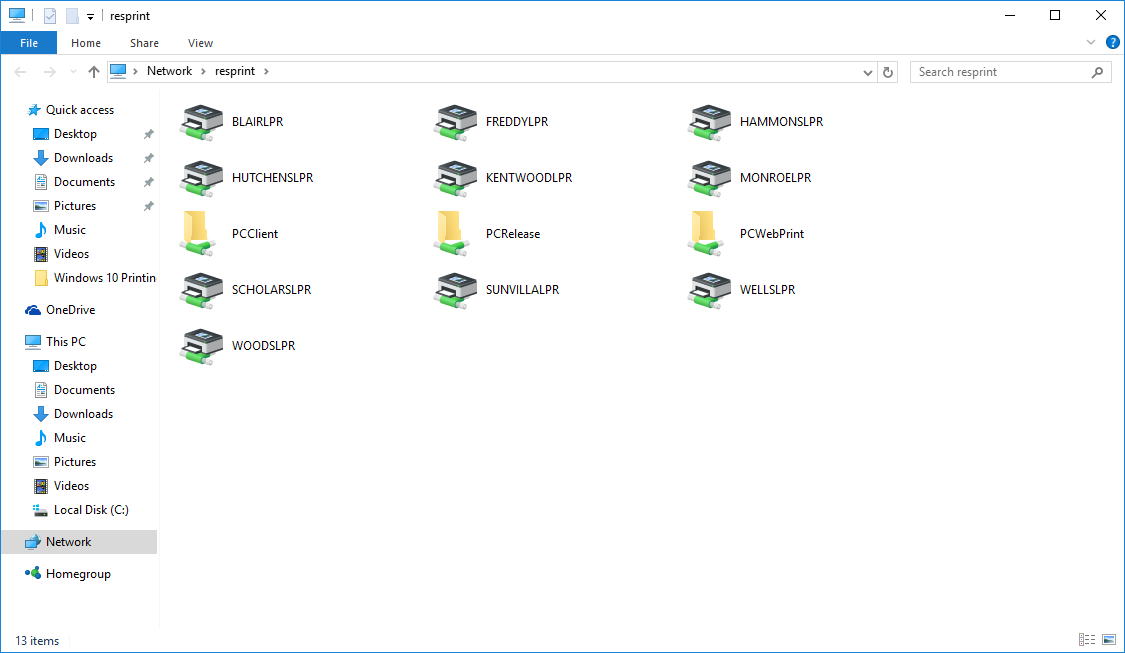 resprint
File Home Share View
?
Network resprint
Search resprint
Quick access
Desktop
Downloads
Documents
Pictures
Music
Videos
Windows 10 Printin
OneDrive
This PC
Desktop
Documents
Downloads
Music
Pictures
Videos
Local Disk (C:)
Network
Homegroup
BLAIRLPR FREDDYLPR HAMMONSLPR
HUTCHENSLPR KENTWOODLPR MONROELPR
PCClient PCRelease PCWebPrint
SCHOLARSLPR SUNVILLALPR WELLSLPR
WOODSLPR
13 items